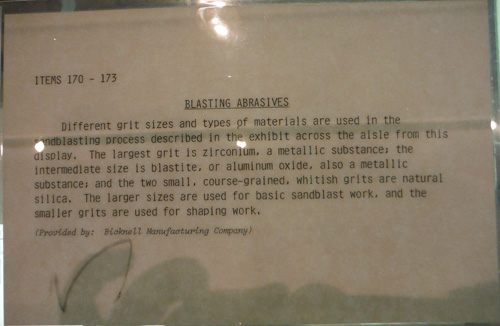 ITEMS 170 - 173
BLASTING ABRASIVES
Different grit sizes and types of materials are used in the
sandblasting process described in the exhibit across the aisle from this
display. The largest grit is zirconium, a metallic substance; the
intermediate size is blastite, or aluminum oxide, also a metallic
substance; and the two small, course-grained, whitish grits are natural
silica. The larger sizes are used for basic sandblast work, and the
smaller grits are used for shaping work.
(Provided by: Bicknell Manufacturing Company)